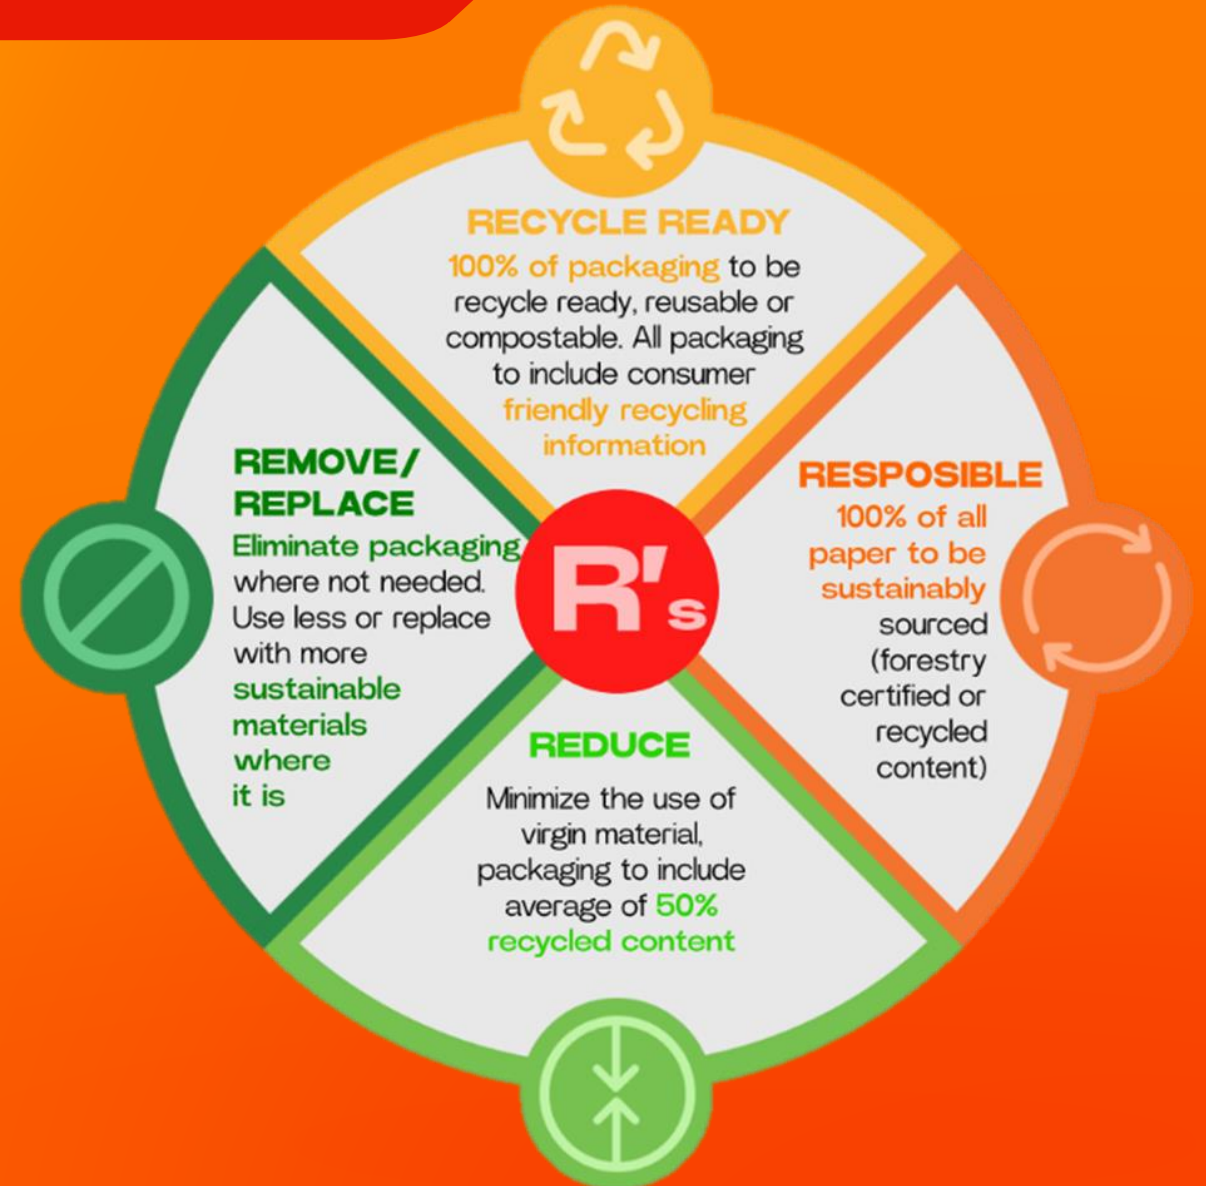 RECYCLE READY
100% of packaging to be
recycle ready, reusable or
compostable. All packaging
to include consumer
friendly recycling
information
REMOVE/
REPLACE
Eliminate packaging
where not needed.
Use less or replace
with more
sustainable
materials
where
it is
R's
RESPOSIBLE
100% of all
paper to be
sustainably
sourced
(forestry
certified or
recycled
content)
REDUCE
Minimize the use of
virgin material,
packaging to include
average of 50%
recycled content